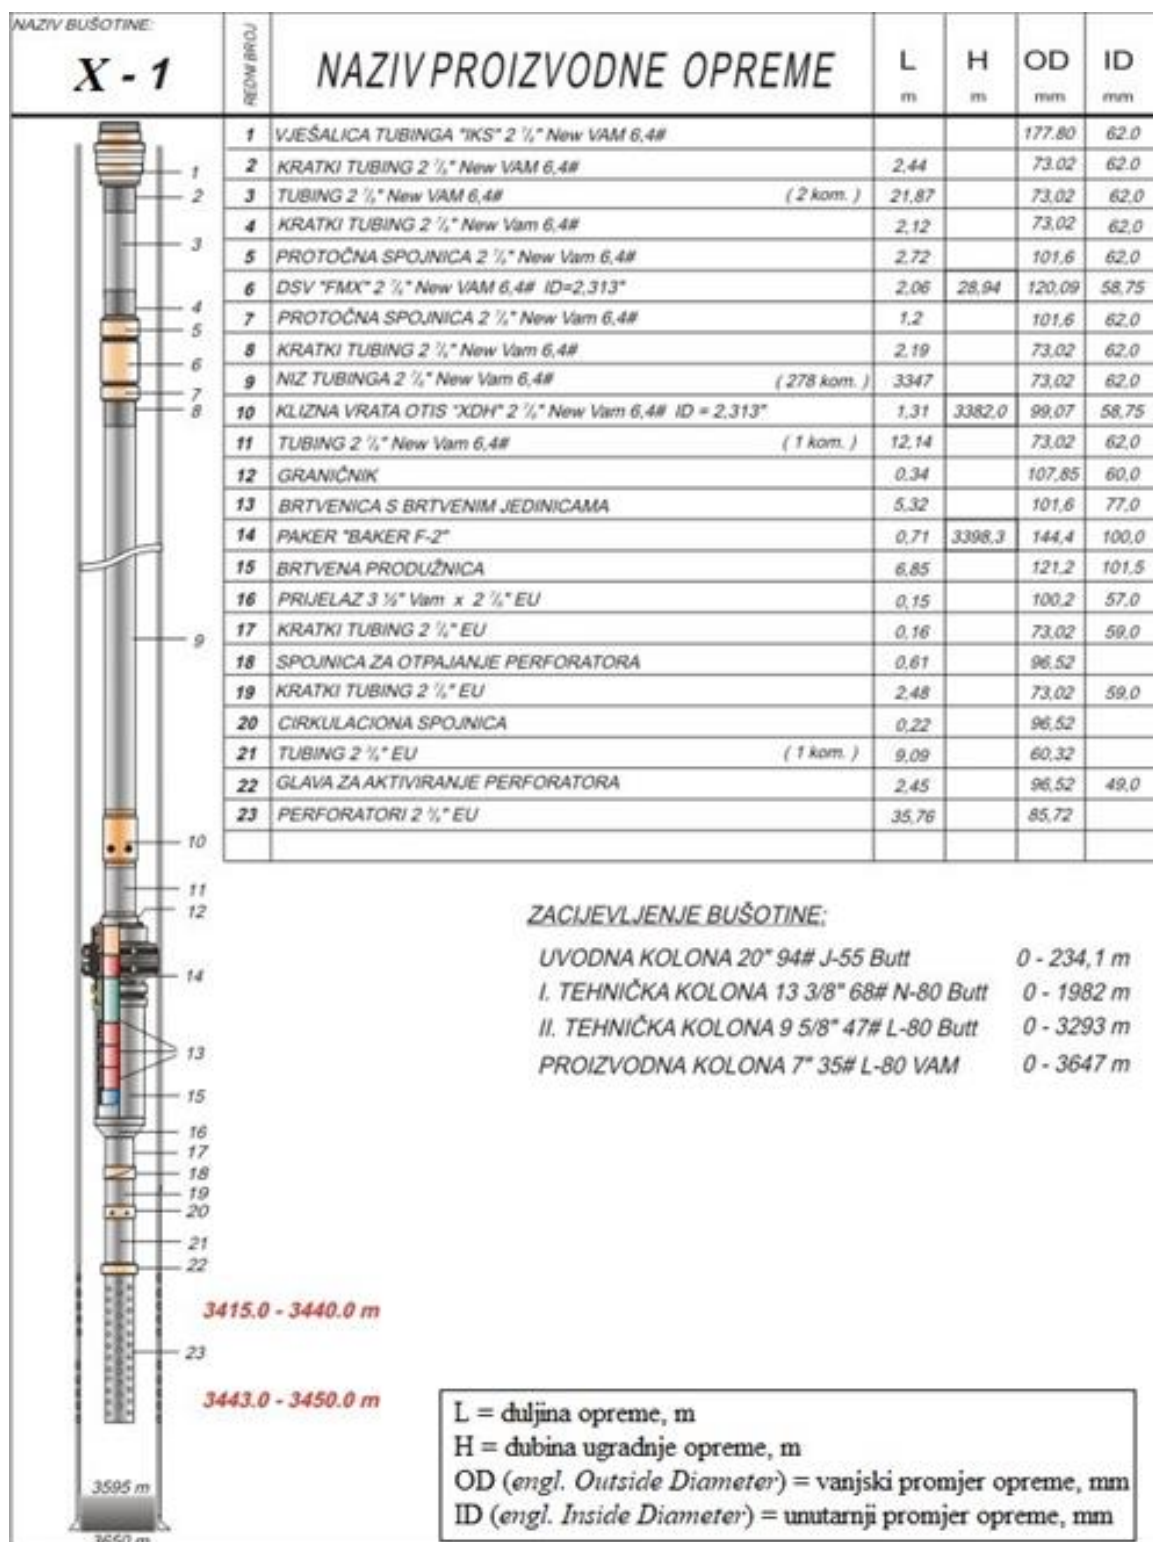 NAZIV BUŠOTINE:
X - 1
REDNI BROJ
NAZIV PROIZVODNE OPREME
L
m
H
m
OD
mm
ID
mm
1 VJEŠALICA TUBINGA "IKS" 2 ⅞" New VAM 6,4# 177.80 62.0
2 KRATKI TUBING 2 ⅞" New VAM 6,4# 2,44 73.02 62.0
3 TUBING 2 ⅞" New VAM 6,4# ( 2 kom. ) 21,87 73,02 62,0
4 KRATKI TUBING 2 ⅞" New Vam 6,4# 2,12 73,02 62,0
5 PROTOČNA SPOJNICA 2 ⅞" New Vam 6,4# 2,72 101,6 62,0
6 DSV "FMX" 2 ⅞" New VAM 6,4# ID=2,313" 2,06 28,94 120,09 58,75
7 PROTOČNA SPOJNICA 2 ⅞" New Vam 6,4# 1,2 101,6 62,0
8 KRATKI TUBING 2 ⅞" New Vam 6,4# 2,19 73,02 62,0
9 NIZ TUBINGA 2 ⅞" New Vam 6,4# ( 278 kom. ) 3347 73,02 62,0
10 KLIZNA VRATA OTIS "XDH" 2 ⅞" New Vam 6,4# ID = 2,313" 1,31 3382,0 99,07 58,75
11 TUBING 2 ⅞" New Vam 6,4# ( 1 kom. ) 12,14 73,02 62,0
12 GRANIČNIK 0,34 107,85 60,0
13 BRTVENICA S BRTVENIM JEDINICAMA 5,32 101,6 77,0
14 PAKER "BAKER F-2" 0,71 3398,3 144,4 100,0
15 BRTVENA PRODUŽNICA 6,85 121,2 101,5
16 PRIJELAZ 3 ½" Vam x 2 ⅞" EU 0,15 100,2 57,0
17 KRATKI TUBING 2 ⅞" EU 0,16 73,02 59,0
18 SPOJNICA ZA OTPAJANJE PERFORATORA 0,61 96,52
19 KRATKI TUBING 2 ⅞" EU 2,48 73,02 59,0
20 CIRKULACIONA SPOJNICA 0,22 96,52
21 TUBING 2 ⅜" EU ( 1 kom. ) 9,09 60,32
22 GLAVA ZA AKTIVIRANJE PERFORATORA 2,45 96,52 49,0
23 PERFORATORI 2 EU 35,76 85,72
1
2
3
4
5
6
7
8
9
10
11
12
14
13
15
16
17
18
19
20
21
22
23
ZACIJEVLJENJE BUŠOTINE:
UVODNA KOLONA 20" 94# J-55 Butt 0 - 234,1 m
I. TEHNIČKA KOLONA 13 3/8" 68# N-80 Butt 0 - 1982 m
II. TEHNIČKA KOLONA 9 5/8" 47# L-80 Butt 0 - 3293 m
PROIZVODNA KOLONA 7" 35# L-80 VAM 0 - 3647 m
3415.0 - 3440.0 m
3443.0 - 3450.0 m
3595 m
3650 m
L = duljina opreme, m
H = dubina ugradnje opreme, m
OD (engl. Outside Diameter) = vanjski promjer opreme, mm
ID (engl. Inside Diameter) = unutarnji promjer opreme, mm